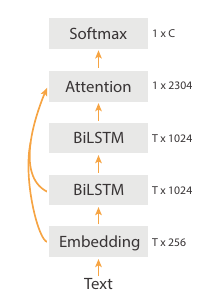 Softmax 1 x C
Attention 1 x 2304
BiLSTM T x 1024
BiLSTM T x 1024
Embedding T x 256
Text